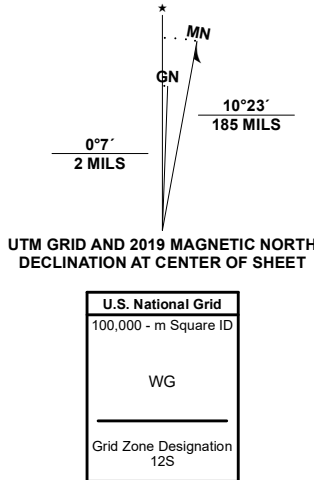 ★
MN
GN
0°7´
2 MILS
10°23´
185 MILS
UTM GRID AND 2019 MAGNETIC NORTH
DECLINATION AT CENTER OF SHEET
U.S. National Grid
100,000 - m Square ID
WG
Grid Zone Designation
12S